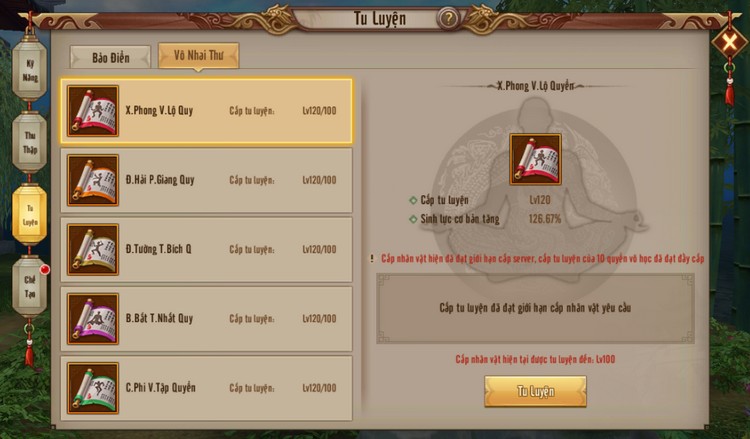 Tu Luyện
?
Kỹ Năng
Thu Thập
Tu Luyện
Chế Tạo
Bảo Điển
Võ Nhai Thư
X.Phong V.Lộ Quy
Cấp tu luyện:
Lv120/100
Đ.Hải P.Giang Quy
Cấp tu luyện:
Lv120/100
Đ.Tường T.Bích Q
Cấp tu luyện:
Lv120/100
B.Bát T.Nhất Quy
Cấp tu luyện:
Lv120/100
C.Phi V.Tập Quyển
Cấp tu luyện:
Lv120/100
X.Phong V.Lộ Quyển
Cấp tu luyện Lv120
Sinh lực cơ bản tăng 126.67%
! Cấp nhân vật hiện đã đạt giới hạn cấp server, cấp tu luyện của 10 quyển võ học đã đạt đầy cấp
Cấp tu luyện đã đạt giới hạn cấp nhân vật yêu cầu
Cấp nhân vật hiện tại được tu luyện đến: Lv100
Tu Luyện